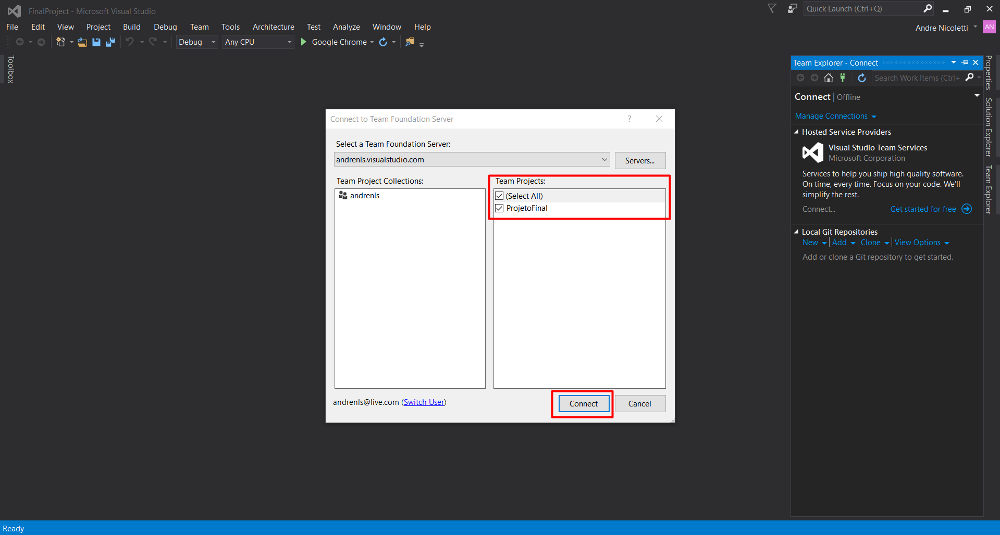 FinalProject - Microsoft Visual Studio
Quick Launch (Ctrl+Q)
File Edit View Project Build Debug Team Tools Architecture Test Analyze Window Help
Andre Nicoletti AN
Debug Any CPU Google Chrome
Toolbox
Team Explorer - Connect
Search Work Items (Ctrl+
Connect | Offline
Manage Connections
Hosted Service Providers
Visual Studio Team Services
Microsoft Corporation
Services to help you ship high quality software.
On time, every time. Focus on your code. We'll
simplify the rest.
Connect... Get started for free
Local Git Repositories
New Add Clone View Options
Add or clone a Git repository to get started.
Properties
Solution Explorer
Team Explorer
Connect to Team Foundation Server ?
Select a Team Foundation Server:
andrenls.visualstudio.com Servers...
Team Project Collections:
andrenls
Team Projects:
(Select All)
ProjetoFinal
andrenls@live.com (Switch User)
Connect Cancel
Ready